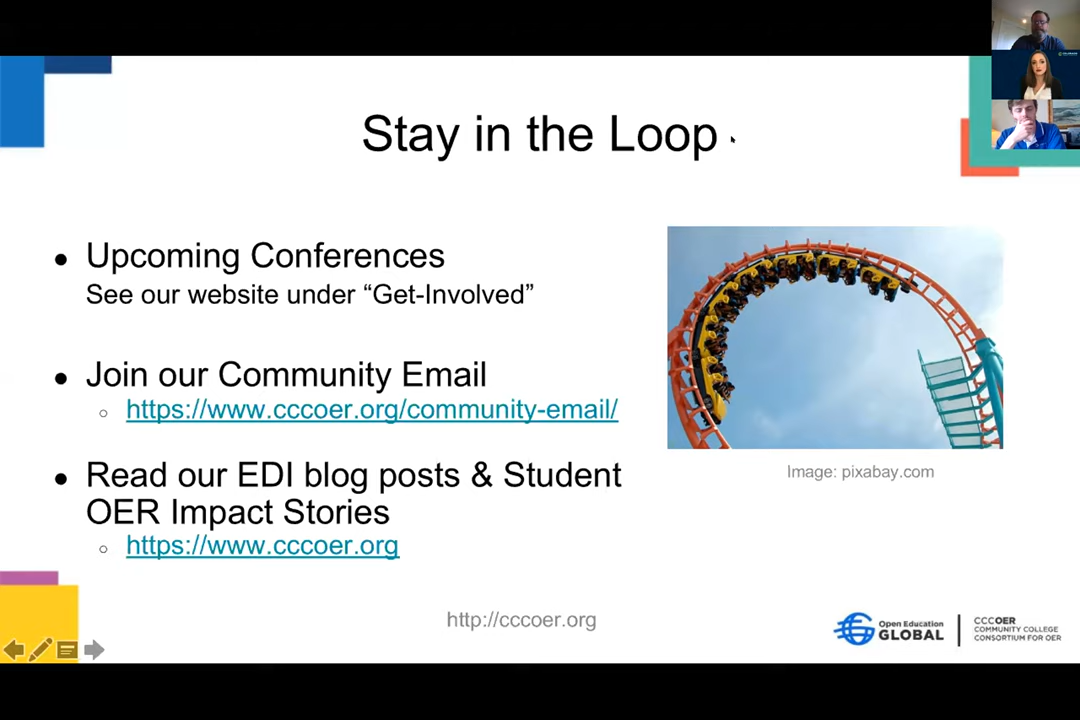 Stay in the Loop
● Upcoming Conferences
See our website under “Get-Involved”
● Join our Community Email
○ https://www.cccoer.org/community-email/
● Read our EDI blog posts & Student
OER Impact Stories
○ https://www.cccoer.org
Image: pixabay.com
http://cccoer.org
Open Education
GLOBAL
CCCOER
COMMUNITY COLLEGE
CONSORTIUM FOR OER